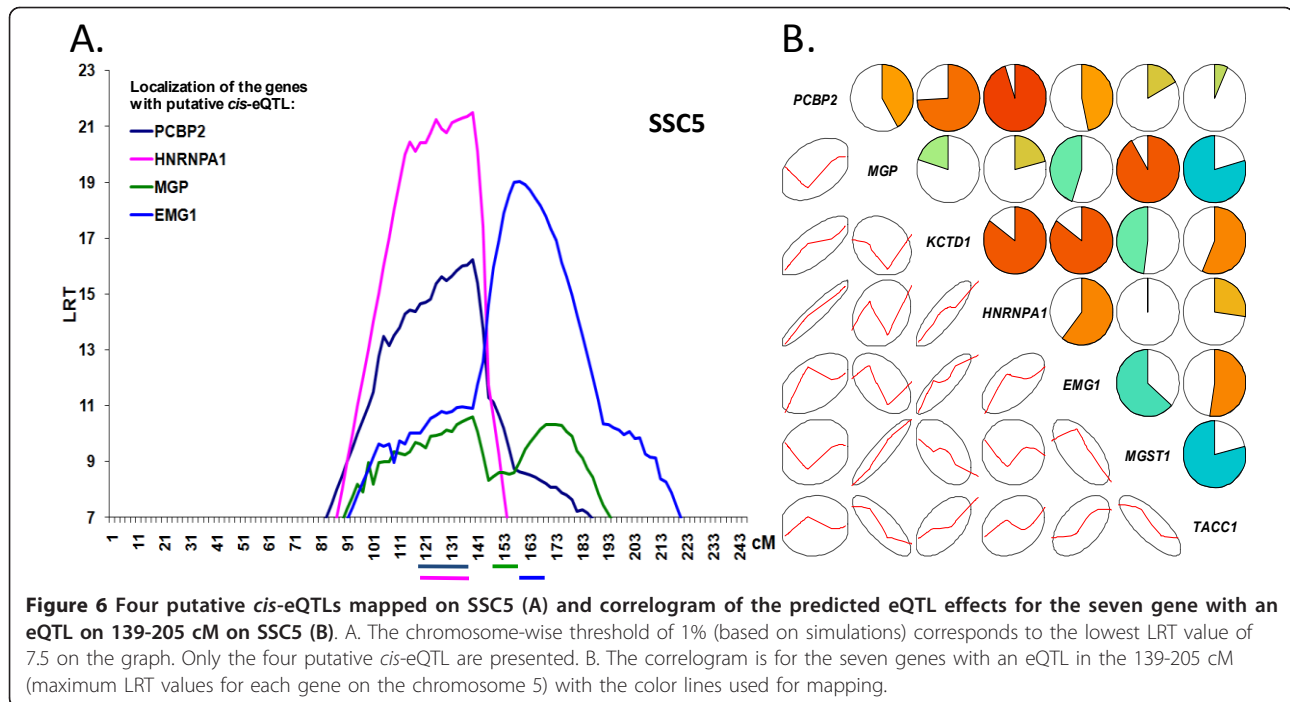 A.
B.
Localization of the genes
with putative cis-eQTL:
PCBP2
HNRNPA1
MGP
EMG1
SSC5
LRT
23
21
19
17
15
13
11
9
7
1 11 21 31 41 51 61 71 81 91 101 111 121 131 141 153 163 173 183 193 203 213 223 233 243 cM
PCBP2
MGP
KCTD1
HNRNPA1
EMG1
MGST1
TACC1
Figure 6 Four putative cis-eQTLs mapped on SSC5 (A) and correlogram of the predicted eQTL effects for the seven gene with an
eQTL on 139-205 cM on SSC5 (B). A. The chromosome-wise threshold of 1% (based on simulations) corresponds to the lowest LRT value of
7.5 on the graph. Only the four putative cis-eQTL are presented. B. The correlogram is for the seven genes with an eQTL in the 139-205 cM
(maximum LRT values for each gene on the chromosome 5) with the color lines used for mapping.